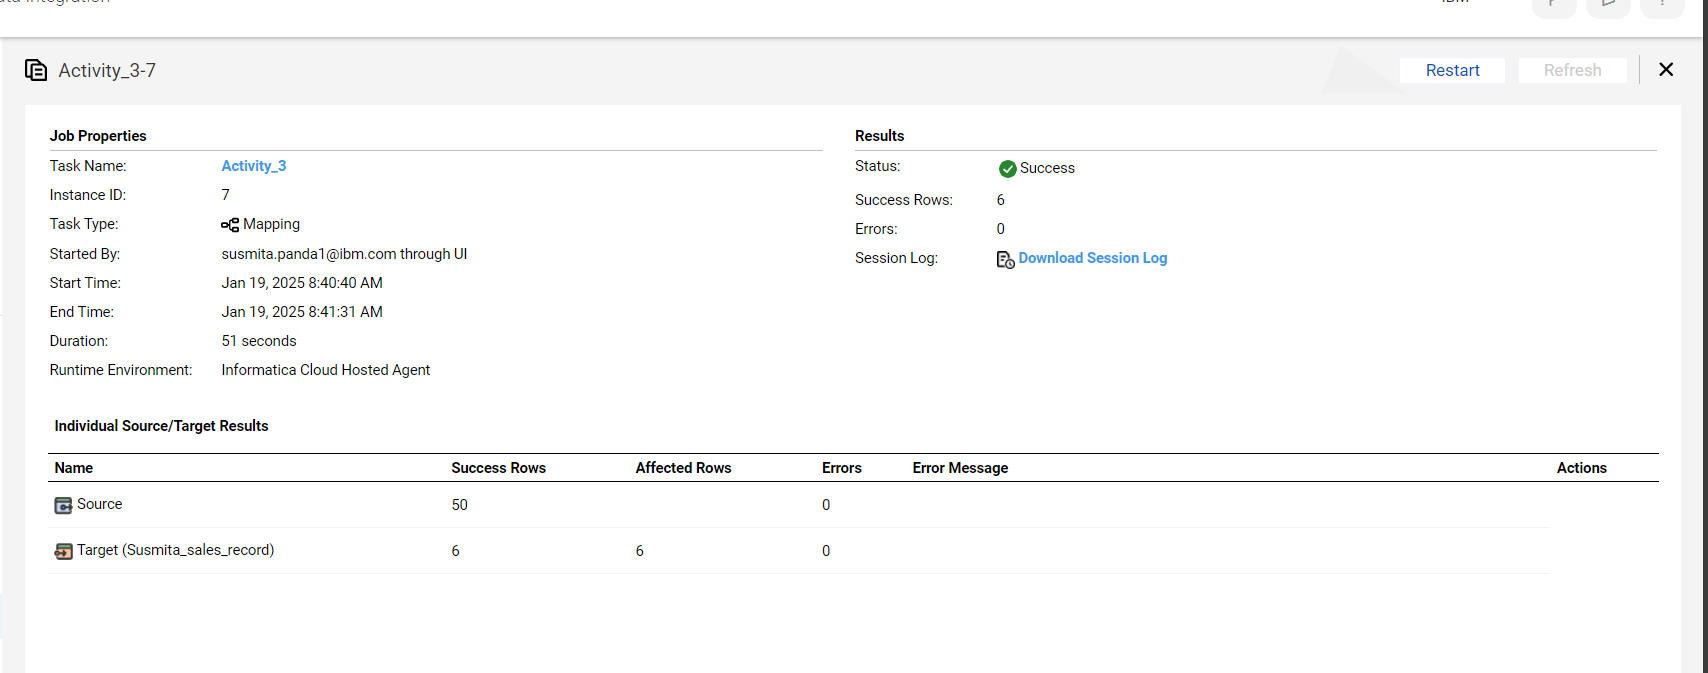 Data Integration
IBM
Activity_3-7
Restart
Refresh
Job Properties
Task Name: Activity_3
Instance ID: 7
Task Type: Mapping
Started By: susmita.panda1@ibm.com through UI
Start Time: Jan 19, 2025 8:40:40 AM
End Time: Jan 19, 2025 8:41:31 AM
Duration: 51 seconds
Runtime Environment: Informatica Cloud Hosted Agent
Results
Status: Success
Success Rows: 6
Errors: 0
Session Log: Download Session Log
Individual Source/Target Results
Name Success Rows Affected Rows Errors Error Message Actions
Source 50 0
Target (Susmita_sales_record) 6 6 0